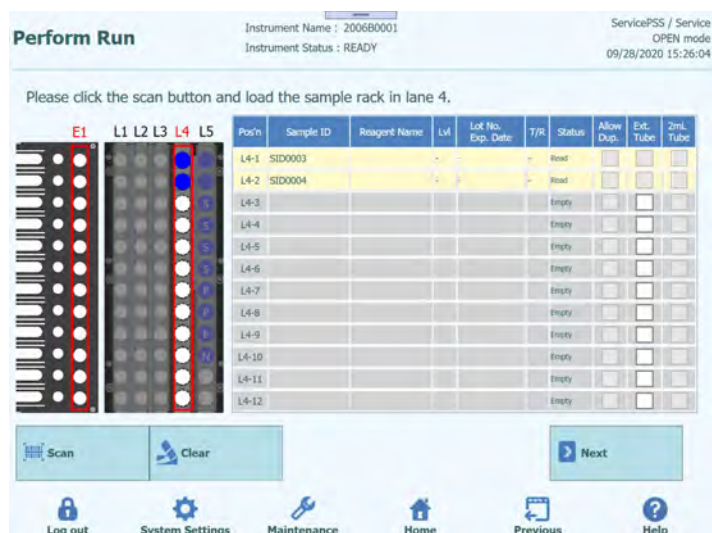 Perform Run
Instrument Name : 2006B0001
Instrument Status : READY
ServicePSS / Service
OPEN mode
09/28/2020 15:26:04
Please click the scan button and load the sample rack in lane 4.
E1 L1 L2 L3 L4 L5
Pos'n Sample ID Reagent Name Lvl Lot No. Exp. Date T/R Status Allow Dup. Ext. Tube 2mL Tube
L4-1 SID0003 - - - Read
L4-2 SID0004 - - - Read
L4-3 Empty
L4-4 Empty
L4-5 Empty
L4-6 Empty
L4-7 Empty
L4-8 Empty
L4-9 Empty
L4-10 Empty
L4-11 Empty
L4-12 Empty
S
S
S
S
P
P
P
N
Scan
Clear
Next
Log out
System Settings
Maintenance
Home
Previous
Help